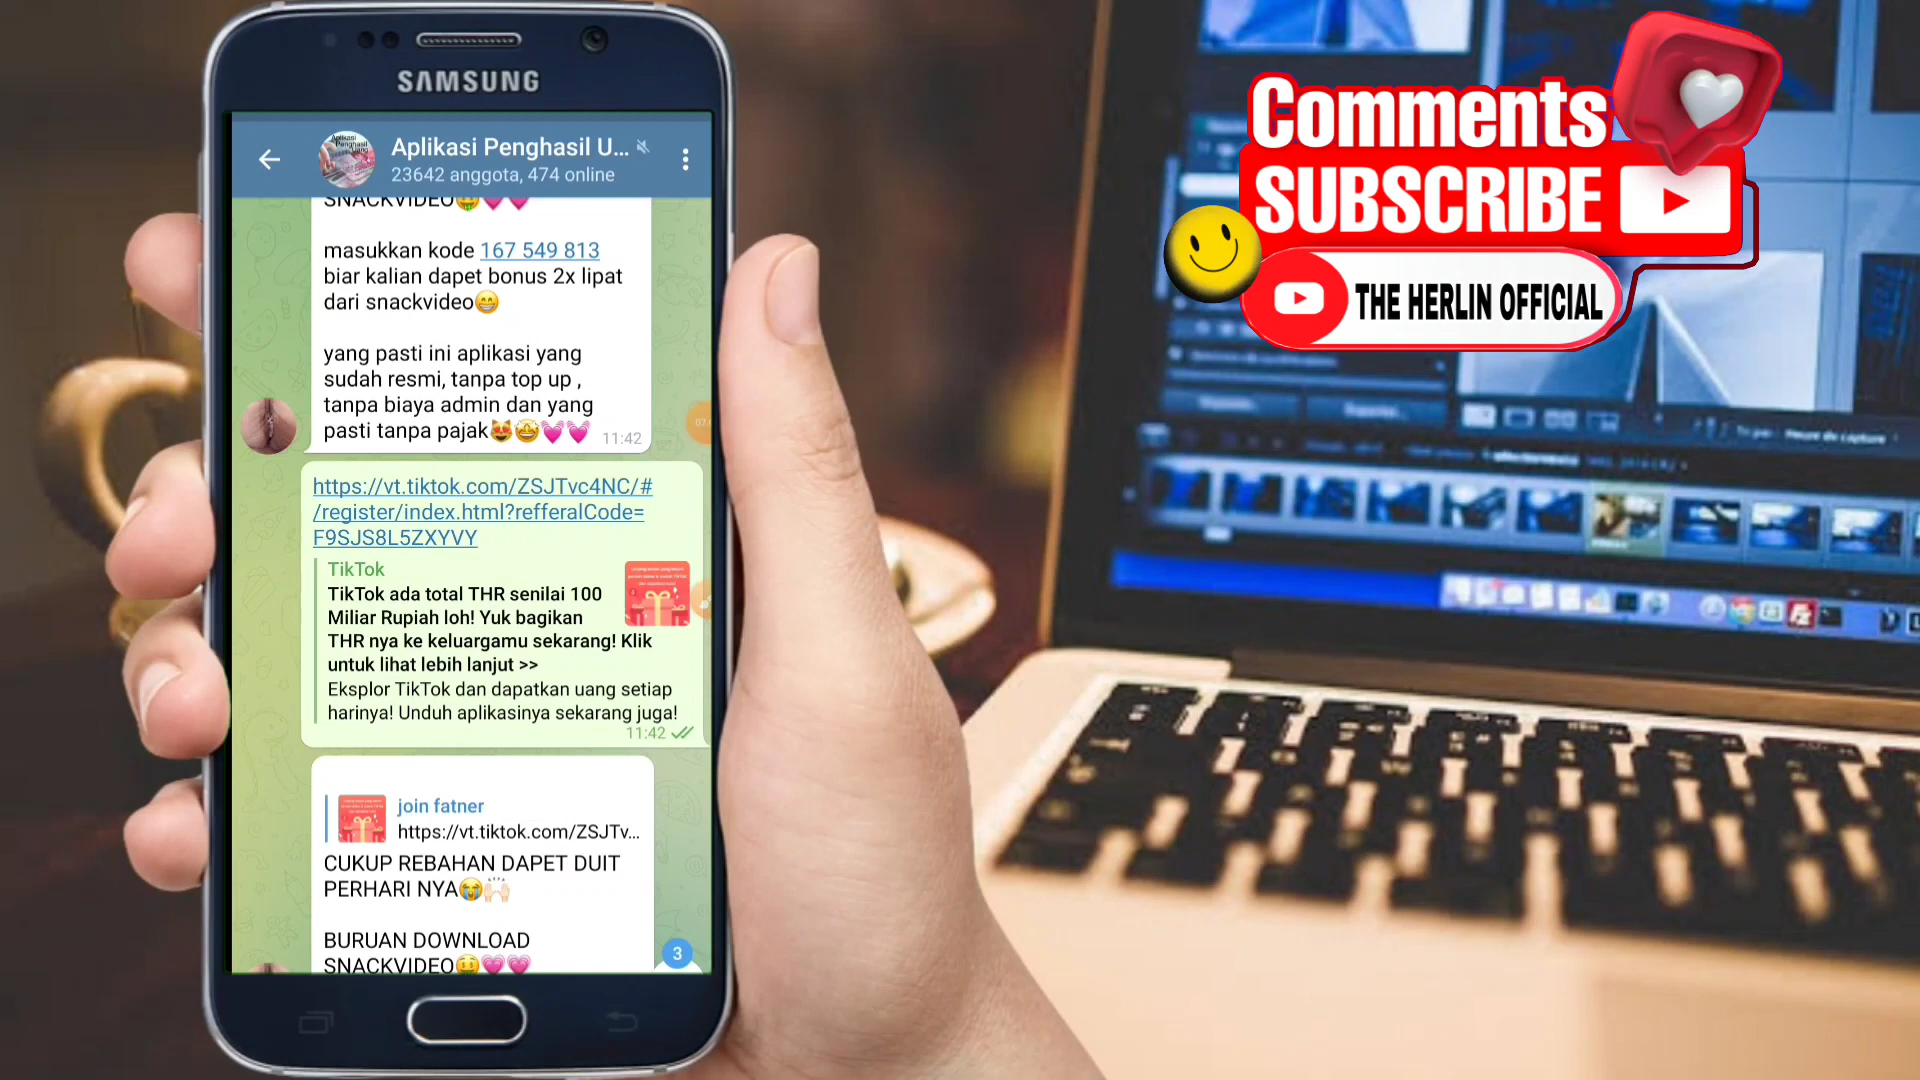 SAMSUNG
Aplikasi Penghasil U...
23642 anggota, 474 online
SNACKVIDEO🤑💓💓
masukkan kode 167 549 813
biar kalian dapet bonus 2x lipat
dari snackvideo😁
yang pasti ini aplikasi yang
sudah resmi, tanpa top up ,
tanpa biaya admin dan yang
pasti tanpa pajak😻🤩💓💓 11:42
https://vt.tiktok.com/ZSJTvc4NC/#
/register/index.html?refferalCode=
F9SJS8L5ZXYVY
TikTok
TikTok ada total THR senilai 100
Miliar Rupiah loh! Yuk bagikan
THR nya ke keluargamu sekarang! Klik
untuk lihat lebih lanjut >>
Eksplor TikTok dan dapatkan uang setiap
harinya! Unduh aplikasinya sekarang juga!
11:42
join fatner
https://vt.tiktok.com/ZSJTv...
CUKUP REBAHAN DAPET DUIT
PERHARI NYA😭🙌🏻
BURUAN DOWNLOAD
SNACKVIDEO🤑💓💓
3
Comments
SUBSCRIBE
THE HERLIN OFFICIAL